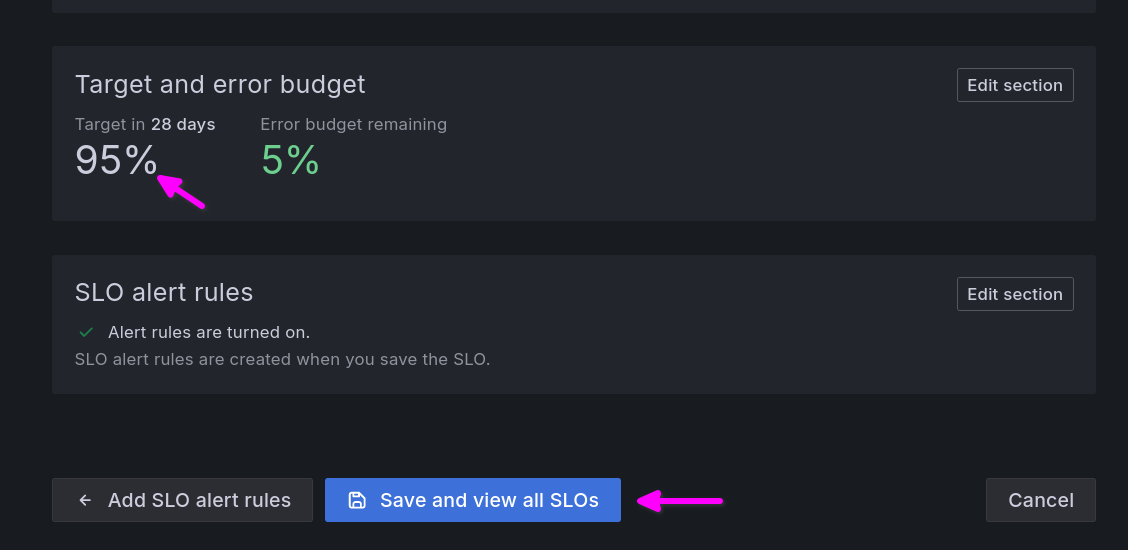 Target and error budget
Edit section
Target in 28 days
Error budget remaining
95%
5%
SLO alert rules
Edit section
Alert rules are turned on.
SLO alert rules are created when you save the SLO.
Add SLO alert rules
Save and view all SLOs
Cancel